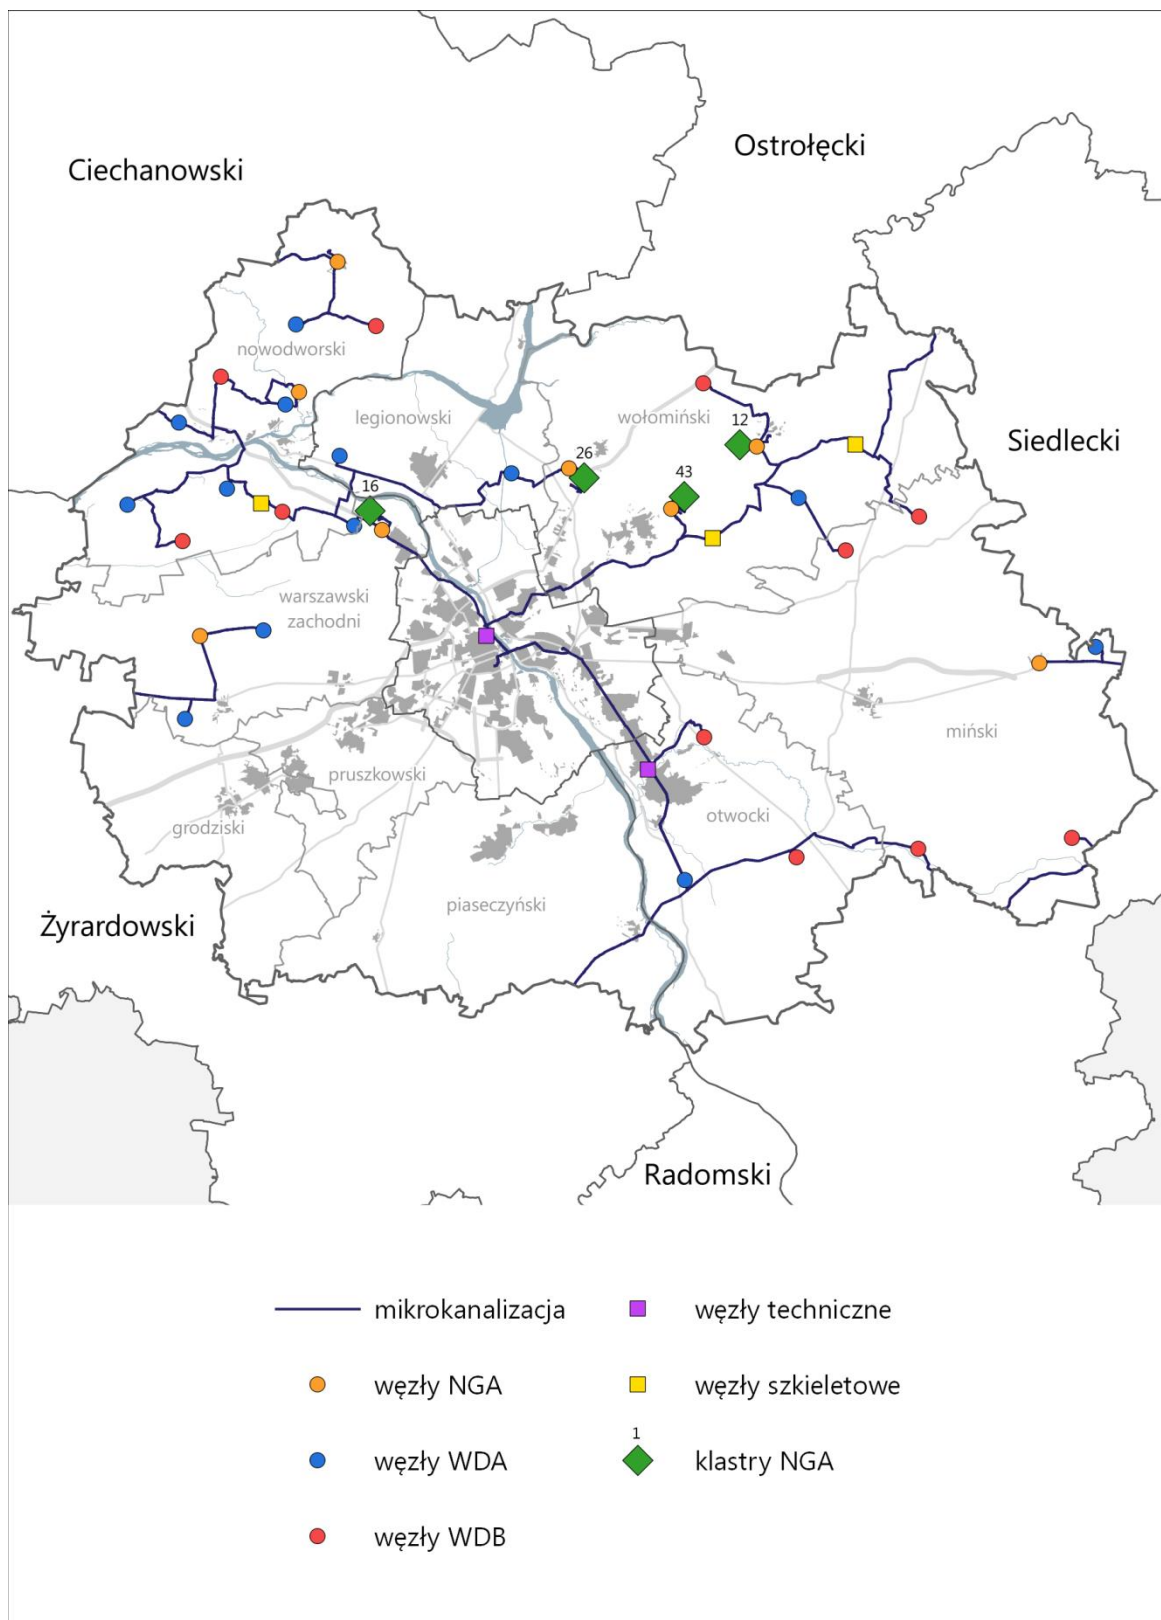 Ciechanowski
Ostrołęcki
nowodworski
legionowski
wołomiński
12
Siedlecki
26
43
16
warszawski
zachodni
miński
pruszkowski
otwocki
grodziski
piaseczyński
Żyrardowski
Radomski
mikrokanalizacja
węzły techniczne
węzły NGA
węzły szkieletowe
1
węzły WDA
klastry NGA
węzły WDB